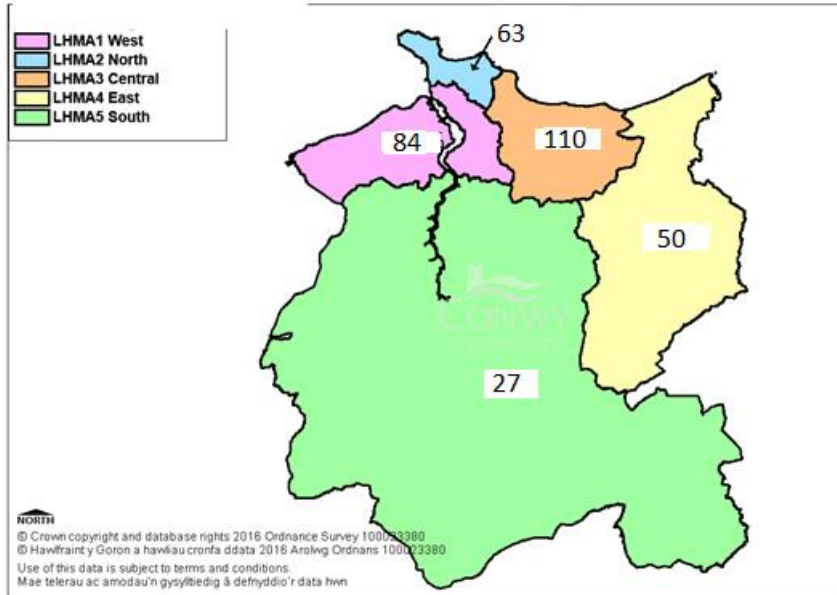 LHMA1 West
LHMA2 North
LHMA3 Central
LHMA4 East
LHMA5 South
63
84
110
50
CONWY
27
NORTH
© Crown copyright and database rights 2016 Ordnance Survey 100023380
© Hawlfraint y Goron a hawliau cronfa ddata 2016 Arolwg Ordnans 100023380
Use of this data is subject to terms and conditions.
Mae telerau ac amodau'n gysylltiedig â defnyddio'r data hwn